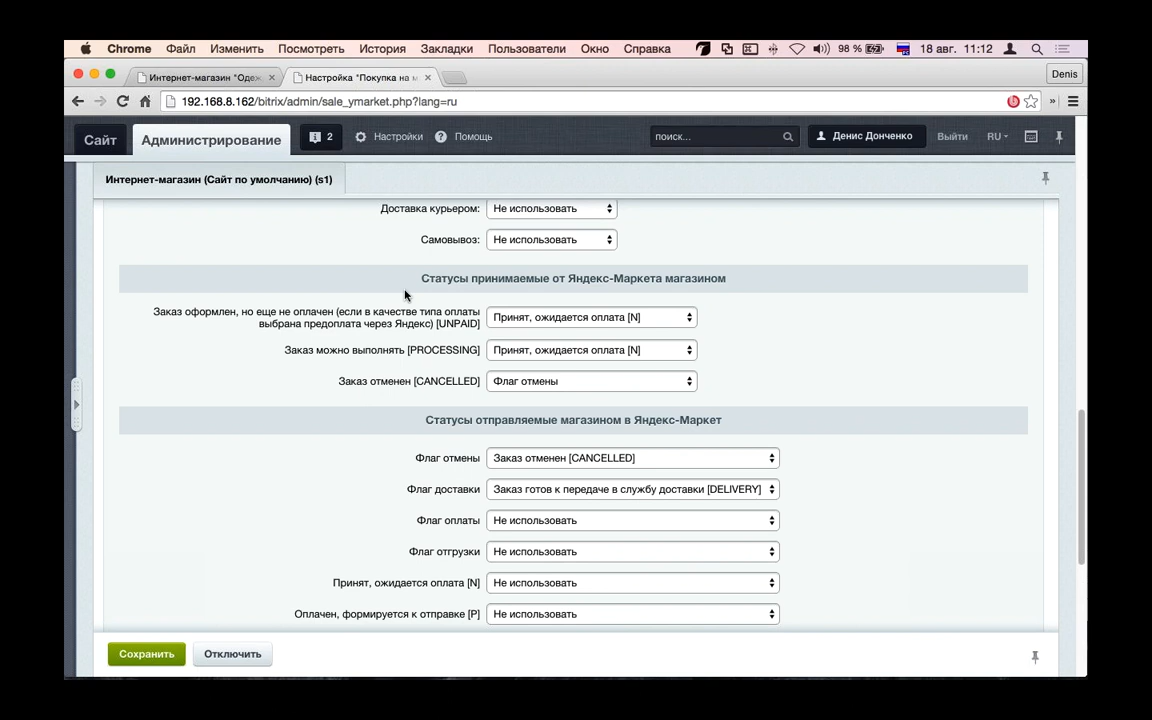 Chrome Файл Изменить Посмотреть История Закладки Пользователи Окно Справка 98 % 18 авг. 11:12
Интернет-магазин "Одеж × Настройка "Покупка на м × Denis
192.168.8.162/bitrix/admin/sale_ymarket.php?lang=ru »
Сайт Администрирование 2 Настройки Помощь поиск... Денис Донченко Выйти RU
Интернет-магазин (Сайт по умолчанию) (s1)
Доставка курьером: Не использовать
Самовывоз: Не использовать
Статусы принимаемые от Яндекс-Маркета магазином
Заказ оформлен, но еще не оплачен (если в качестве типа оплаты
выбрана предоплата через Яндекс) [UNPAID] Принят, ожидается оплата [N]
Заказ можно выполнять [PROCESSING] Принят, ожидается оплата [N]
Заказ отменен [CANCELLED] Флаг отмены
Статусы отправляемые магазином в Яндекс-Маркет
Флаг отмены Заказ отменен [CANCELLED]
Флаг доставки Заказ готов к передаче в службу доставки [DELIVERY]
Флаг оплаты Не использовать
Флаг отгрузки Не использовать
Принят, ожидается оплата [N] Не использовать
Оплачен, формируется к отправке [P] Не использовать
Сохранить Отключить